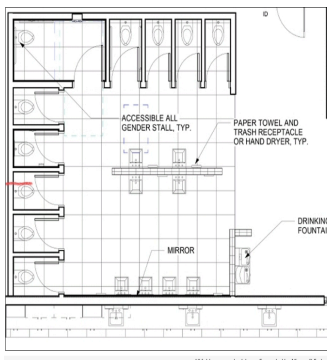 ID
ACCESSIBLE ALL
GENDER STALL, TYP.
PAPER TOWEL AND
TRASH RECEPTACLE
OR HAND DRYER, TYP.
DRINKING
FOUNTAI
MIRROR